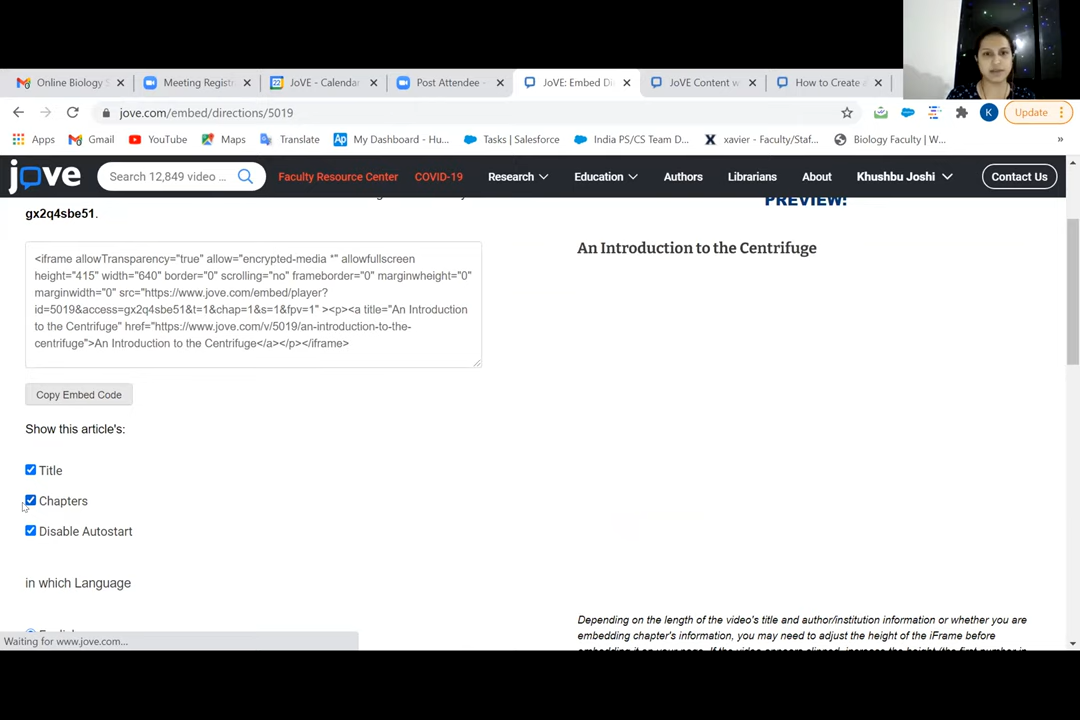 Online Biology S
Meeting Registr
JoVE - Calendar
Post Attendee -
JoVE: Embed Di
JoVE Content w
How to Create a
jove.com/embed/directions/5019
K
Update
Apps
Gmail
YouTube
Maps
Translate
My Dashboard - Hu...
Tasks | Salesforce
India PS/CS Team D...
xavier - Faculty/Staf...
Biology Faculty | W...
»
jove
Search 12,849 video ...
Faculty Resource Center
COVID-19
Research
Education
Authors
Librarians
About
Khushbu Joshi
Contact Us
gx2q4sbe51.
PREVIEW:
<iframe allowTransparency="true" allow="encrypted-media *" allowfullscreen
height="415" width="640" border="0" scrolling="no" frameborder="0" marginwheight="0"
marginwidth="0" src="https://www.jove.com/embed/player?
id=5019&access=gx2q4sbe51&t=1&chap=1&s=1&fpv=1" ><p><a title="An Introduction
to the Centrifuge" href="https://www.jove.com/v/5019/an-introduction-to-the-
centrifuge">An Introduction to the Centrifuge</a></p></iframe>
Copy Embed Code
Show this article's:
Title
Chapters
Disable Autostart
in which Language
English
An Introduction to the Centrifuge
Depending on the length of the video's title and author/institution information or whether you are
embedding chapter's information, you may need to adjust the height of the iFrame before
Waiting for www.jove.com...